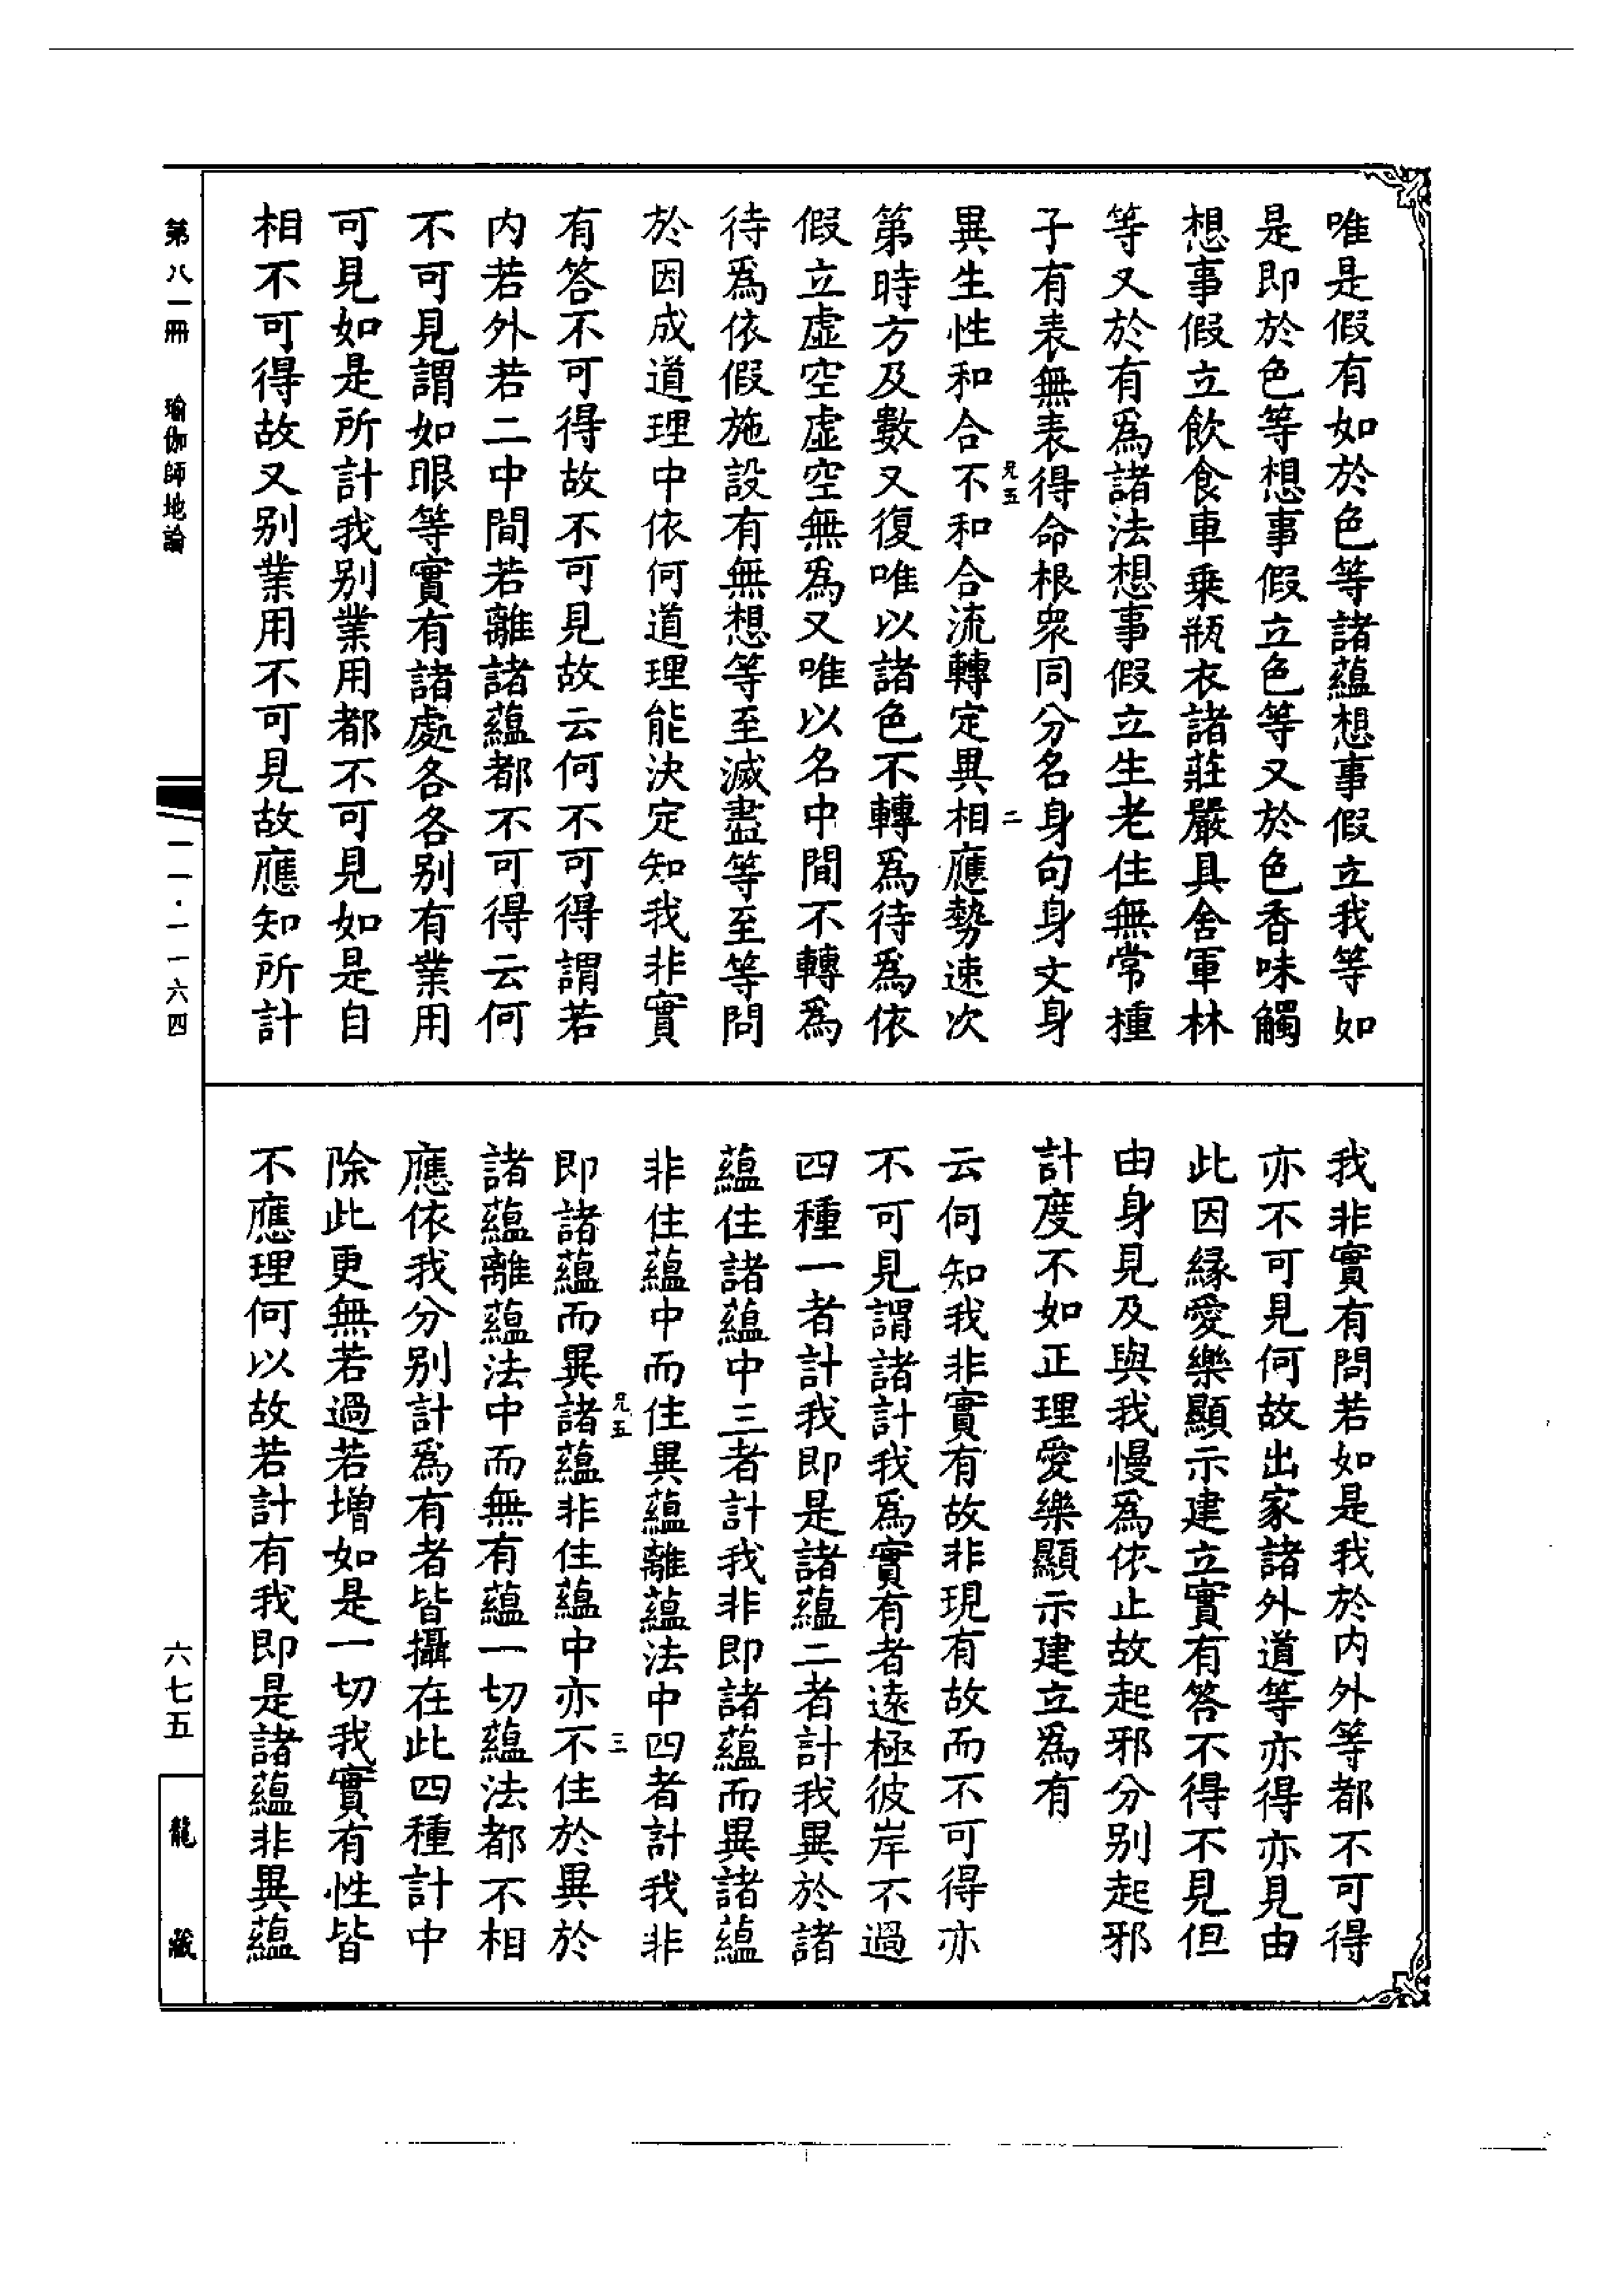 唯是假有如於色等諸蘊想事假立我等如
是即於色等想事假立色等又於色香味觸
想事假立飲食車乗瓶衣諸莊嚴具舍軍林
等又於有爲諸法想事假立生老住無常種
子有表無表得命根眾同分名身句身文身
兄五
二
異生性和合不和合流轉定異相應勢速次
第時方及數又復唯以諸色不轉爲待爲依
假立虛空虛空無爲又唯以名中間不轉爲
待爲依假施設有無想等至滅盡等至等問
於因成道理中依何道理能決定知我非實
有答不可得故不可見故云何不可得謂若
内若外若二中間若離諸蘊都不可得云何
不可見謂如眼等實有諸處各各别有業用
可見如是所計我别業用都不可見如是自
相不可得故又别業用不可見故應知所計
我非實有問若如是我於内外等都不可得
亦不可見何故出家諸外道等亦得亦見由
此因緣愛樂顯示建立實有答不得不見但
由身見及與我慢爲依止故起邪分别起邪
計度不如正理愛樂顯示建立爲有
云何知我非實有故非現有故而不可得亦
不可見謂諸計我爲實有者遠極彼岸不過
四種一者計我即是諸蘊二者計我異於諸
蘊住諸蘊中三者計我非即諸蘊而異諸蘊
非住蘊中而住異蘊離蘊法中四者計我非
兄五
三
即諸蘊而異諸蘊非住蘊中亦不住於異於
諸蘊離蘊法中而無有蘊一切蘊法都不相
應依我分别計爲有者皆攝在此四種計中
除此更無若過若增如是一切我實有性皆
不應理何以故若計有我即是諸蘊非異蘊
第八一冊 瑜伽師地論
一一·一一六四
六七五
龍藏